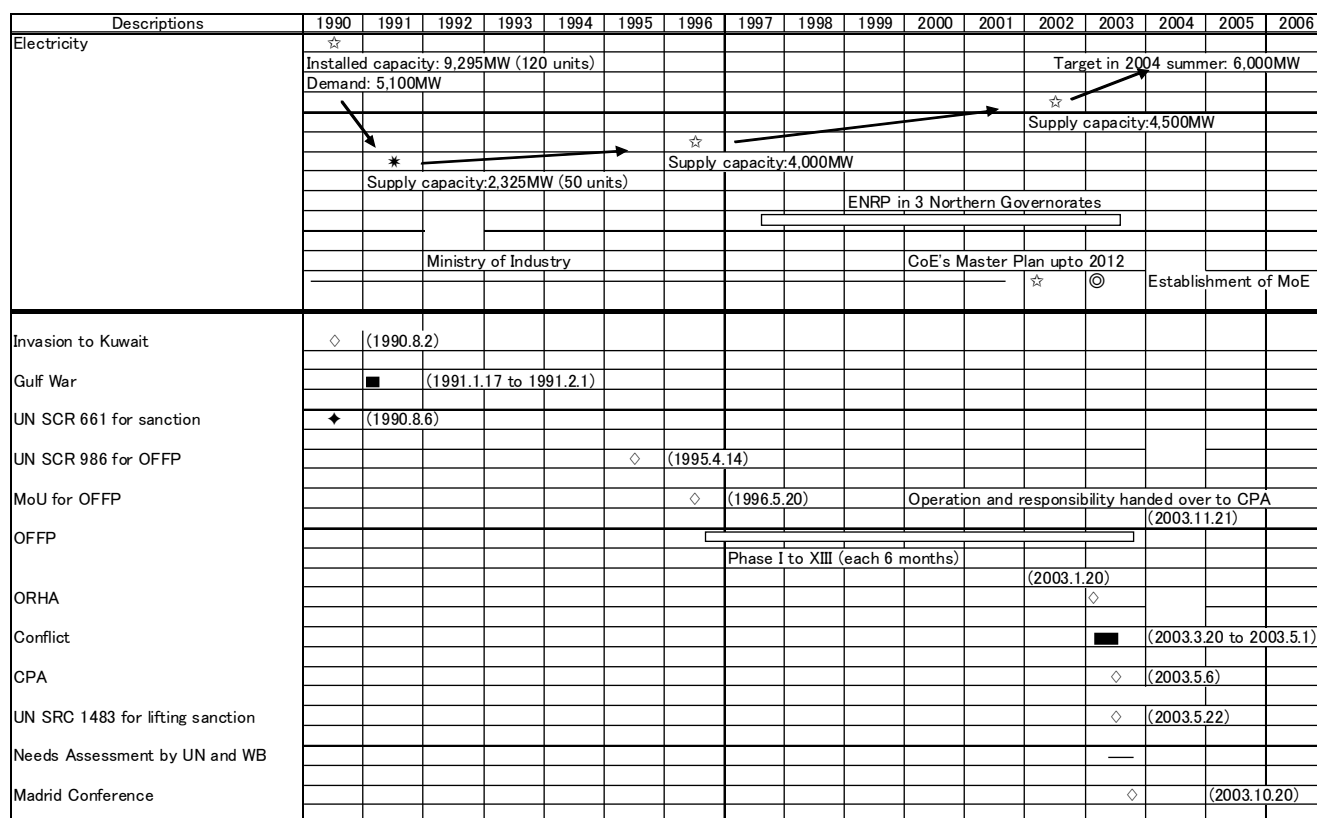 Descriptions 1990 1991 1992 1993 1994 1995 1996 1997 1998 1999 2000 2001 2002 2003 2004 2005 2006
Electricity
Installed capacity: 9,295MW (120 units) Target in 2004 summer: 6,000MW
Demand: 5,100MW
Supply capacity:4,500MW
Supply capacity:4,000MW
Supply capacity:2,325MW (50 units)
ENRP in 3 Northern Governorates
Ministry of Industry CoE's Master Plan upto 2012
Establishment of MoE
Invasion to Kuwait (1990.8.2)
Gulf War (1991.1.17 to 1991.2.1)
UN SCR 661 for sanction (1990.8.6)
UN SCR 986 for OFFP (1995.4.14)
MoU for OFFP (1996.5.20) Operation and responsibility handed over to CPA
(2003.11.21)
OFFP
Phase I to XIII (each 6 months)
(2003.1.20)
ORHA
Conflict (2003.3.20 to 2003.5.1)
CPA (2003.5.6)
UN SRC 1483 for lifting sanction (2003.5.22)
Needs Assessment by UN and WB
Madrid Conference (2003.10.20)